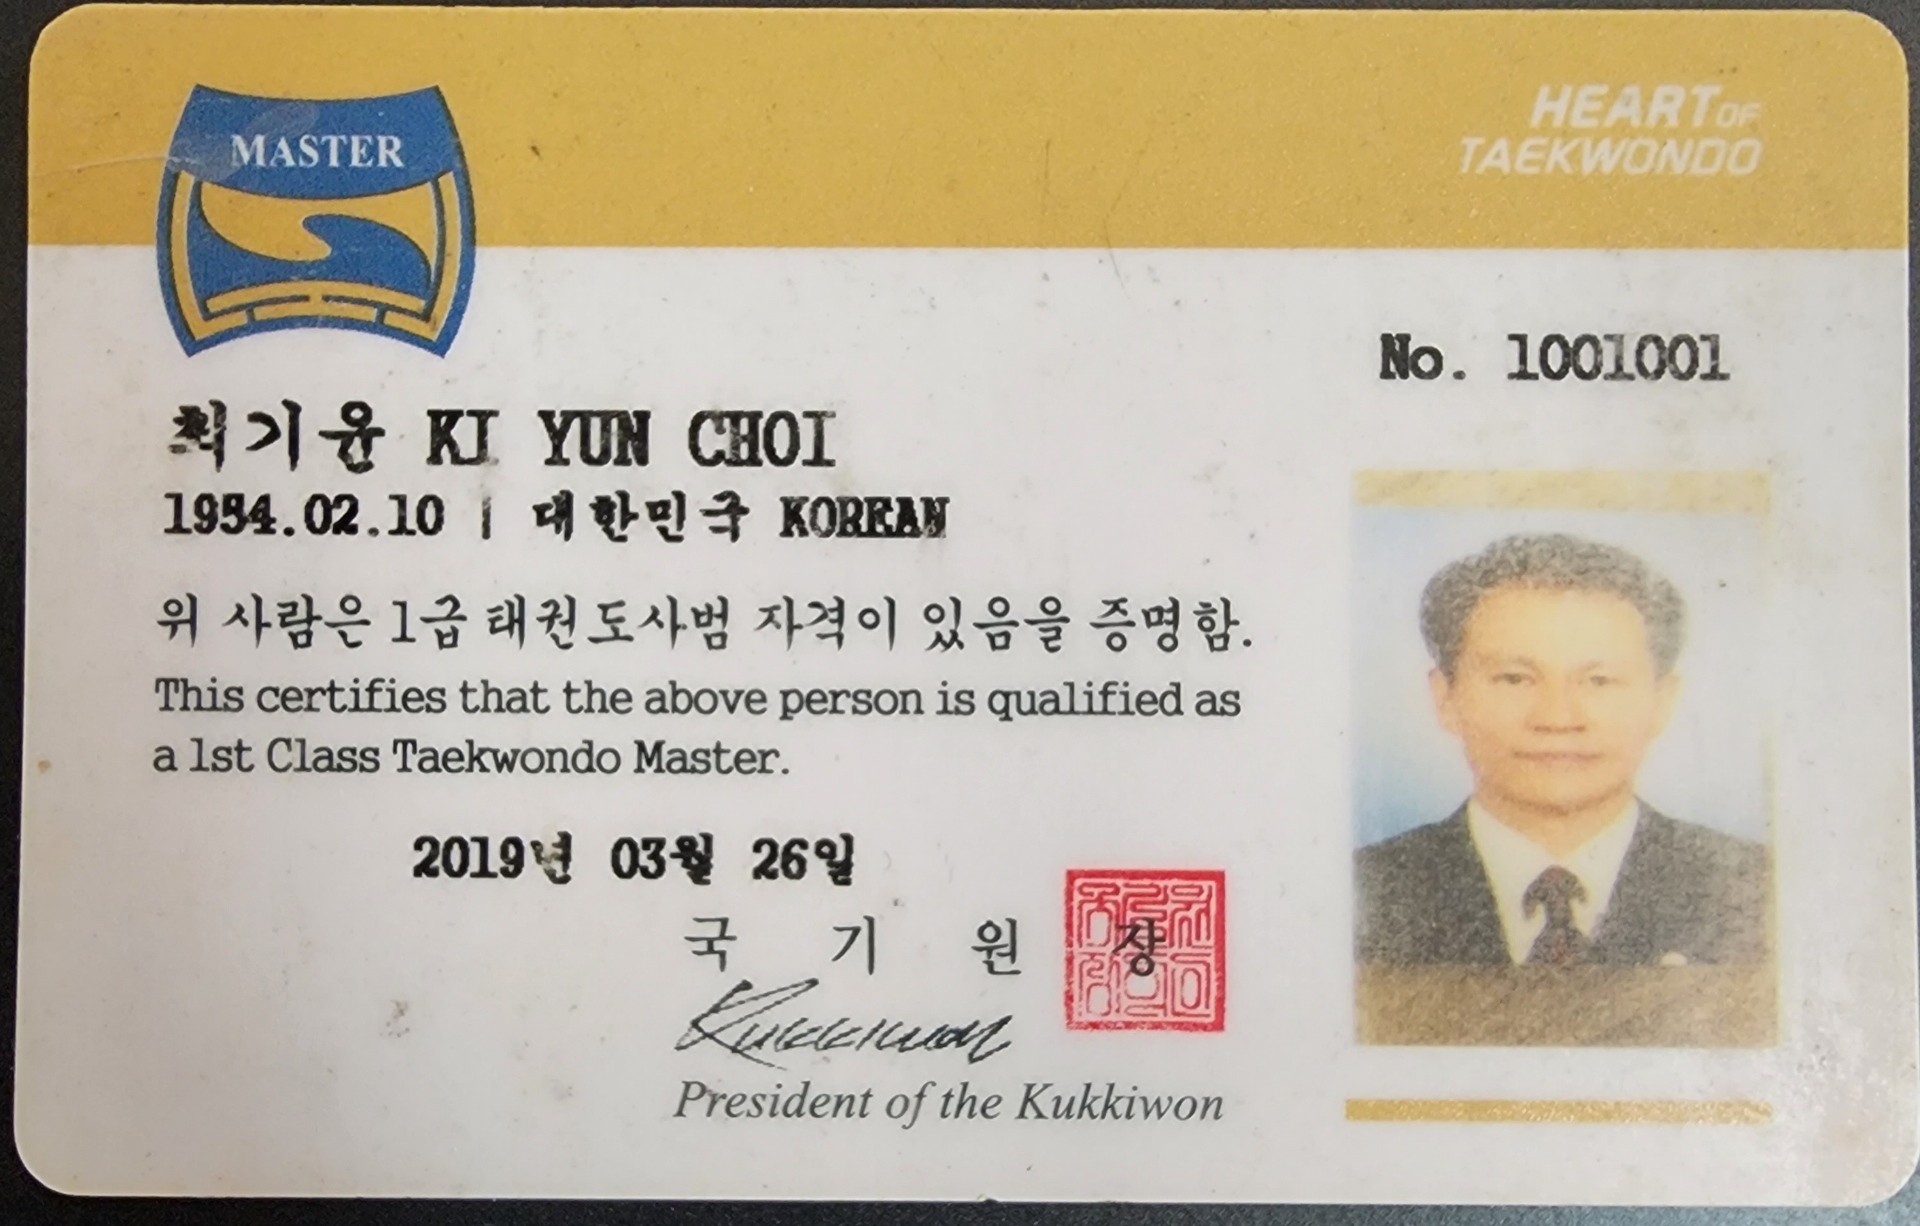 MASTER
HEART OF
TAEKWONDO
No. 1001001
최기윤 KI YUN CHOI
1954.02.10 | 대한민국 KOREAN
위 사람은 1급 태권도사범 자격이 있음을 증명함.
This certifies that the above person is qualified as
a 1st Class Taekwondo Master.
2019년 03월 26일
국 기 원 장
Kukkiwon
President of the Kukkiwon